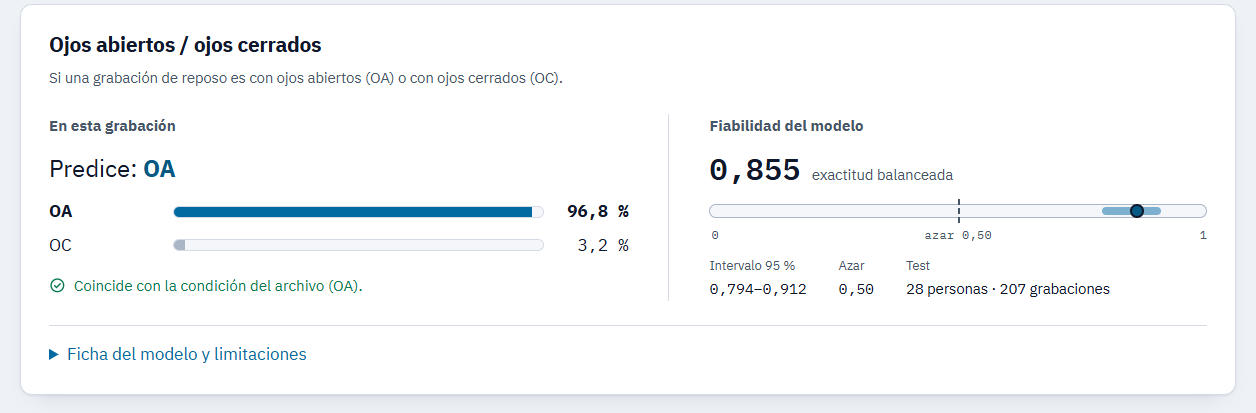 Ojos abiertos / ojos cerrados
Si una grabación de reposo es con ojos abiertos (OA) o con ojos cerrados (OC).
En esta grabación
Predice: OA
OA 96,8 %
OC 3,2 %
Coincide con la condición del archivo (OA).
Fiabilidad del modelo
0,855 exactitud balanceada
0 azar 0,50 1
Intervalo 95 % Azar Test
0,794–0,912 0,50 28 personas · 207 grabaciones
Ficha del modelo y limitaciones